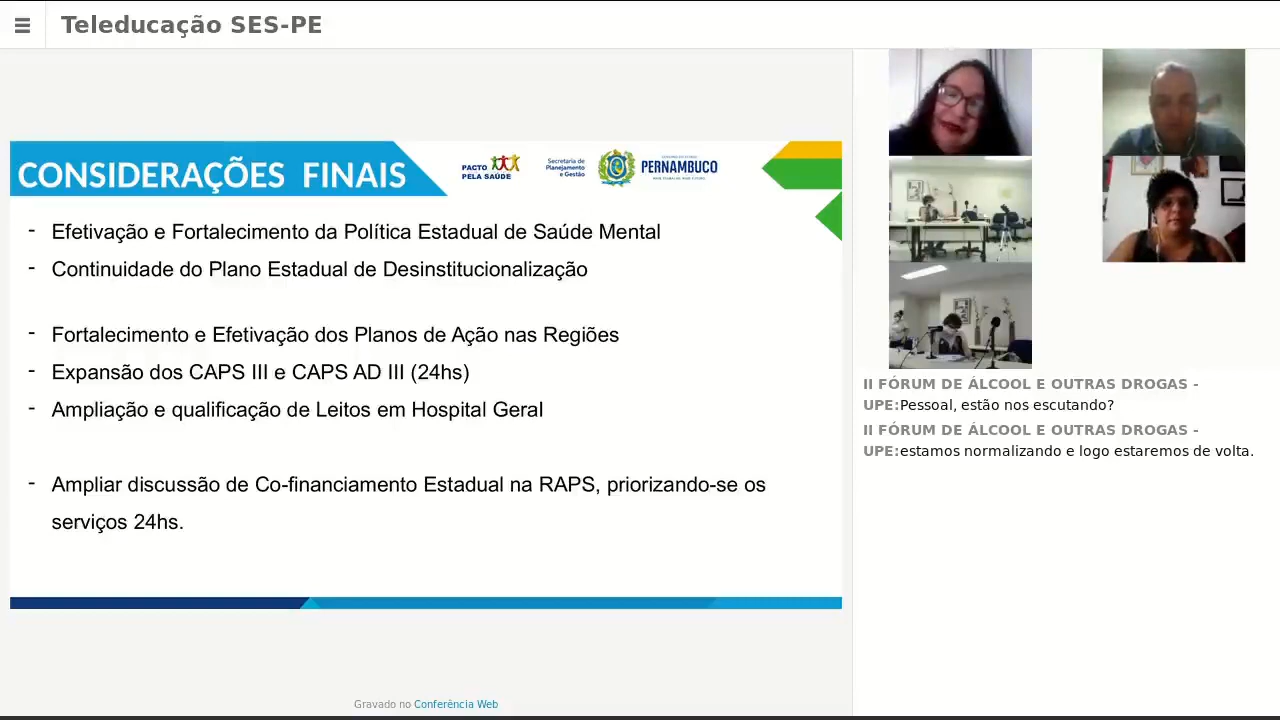 Teleducação SES-PE
CONSIDERAÇÕES FINAIS
PACTO
PELA SAÚDE
Secretaria de
Planejamento
e Gestão
PERNAMBUCO
- Efetivação e Fortalecimento da Política Estadual de Saúde Mental
- Continuidade do Plano Estadual de Desinstitucionalização
- Fortalecimento e Efetivação dos Planos de Ação nas Regiões
- Expansão dos CAPS III e CAPS AD III (24hs)
- Ampliação e qualificação de Leitos em Hospital Geral
- Ampliar discussão de Co-financiamento Estadual na RAPS, priorizando-se os
serviços 24hs.
Gravado no Conferência Web
II FÓRUM DE ÁLCOOL E OUTRAS DROGAS -
UPE:Pessoal, estão nos escutando?
II FÓRUM DE ÁLCOOL E OUTRAS DROGAS -
UPE:estamos normalizando e logo estaremos de volta.